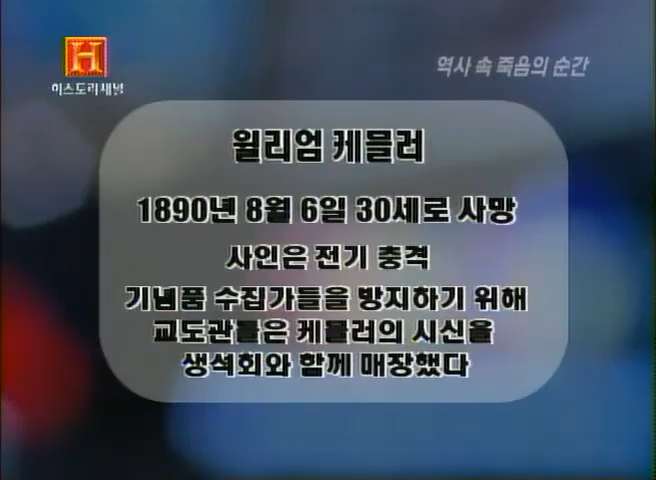 H
히스토리채널
역사 속 죽음의 순간
윌리엄 케믈러
1890년 8월 6일 30세로 사망
사인은 전기 충격
기념품 수집가들을 방지하기 위해
교도관들은 케믈러의 시신을
생석회와 함께 매장했다